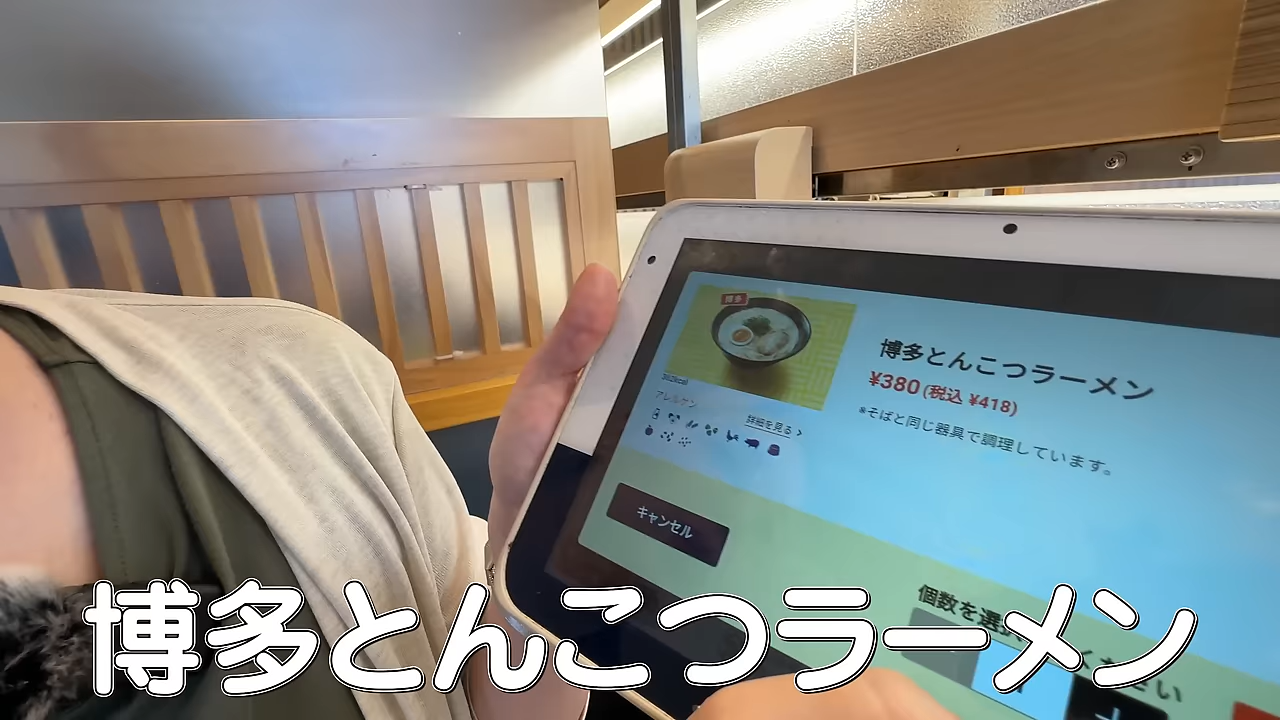 博多
博多とんこつラーメン
¥380(税込 ¥418)
※そばと同じ器具で調理しています。
アレルゲン
詳細を見る >
キャンセル
個数を選択
博多とんこつラーメン